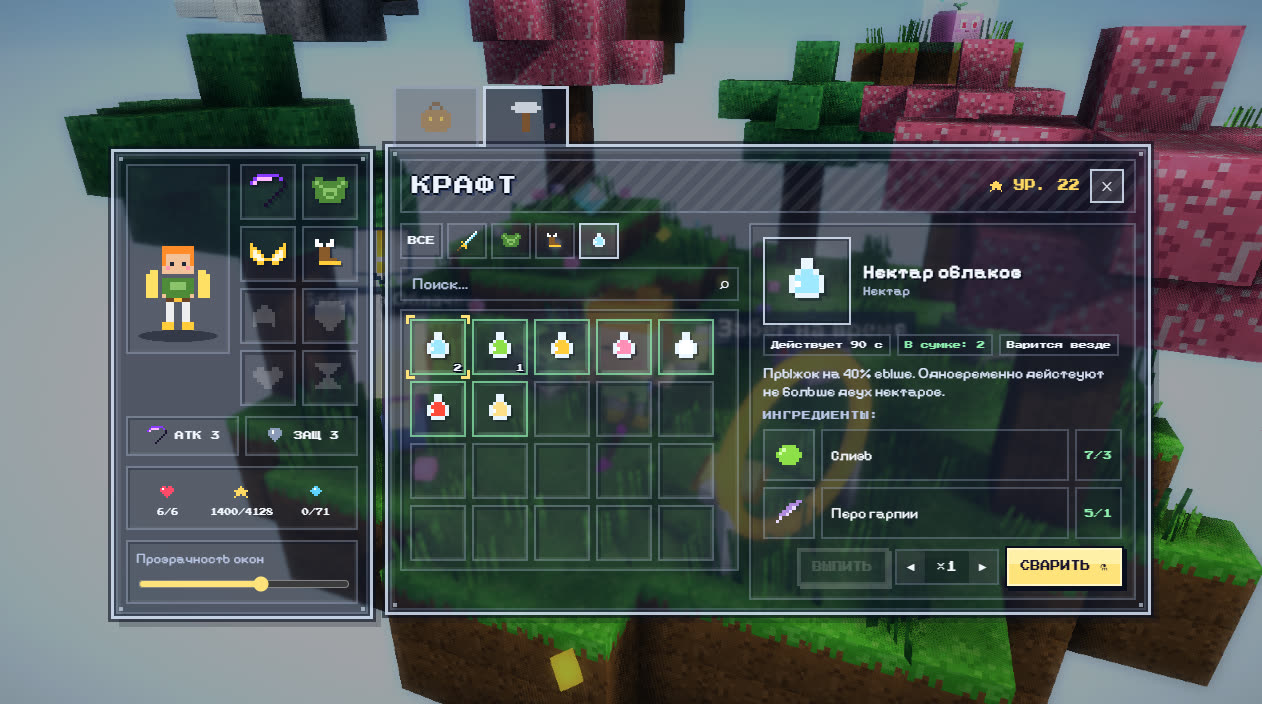 КРАФТ
УР. 22
ВСЕ
Поиск...
2
1
Нектар облаков
Нектар
Действует 90 с
В сумке: 2
Варится везде
Прыжок на 40% выше. Одновременно действуют
не больше двух нектаров.
ИНГРЕДИЕНТЫ:
Слизь
7/3
Перо гарпии
5/1
ВЫПИТЬ
×1
СВАРИТЬ
АТК 3
ЗАЩ 3
6/6
1400/4128
0/71
Прозрачность окон